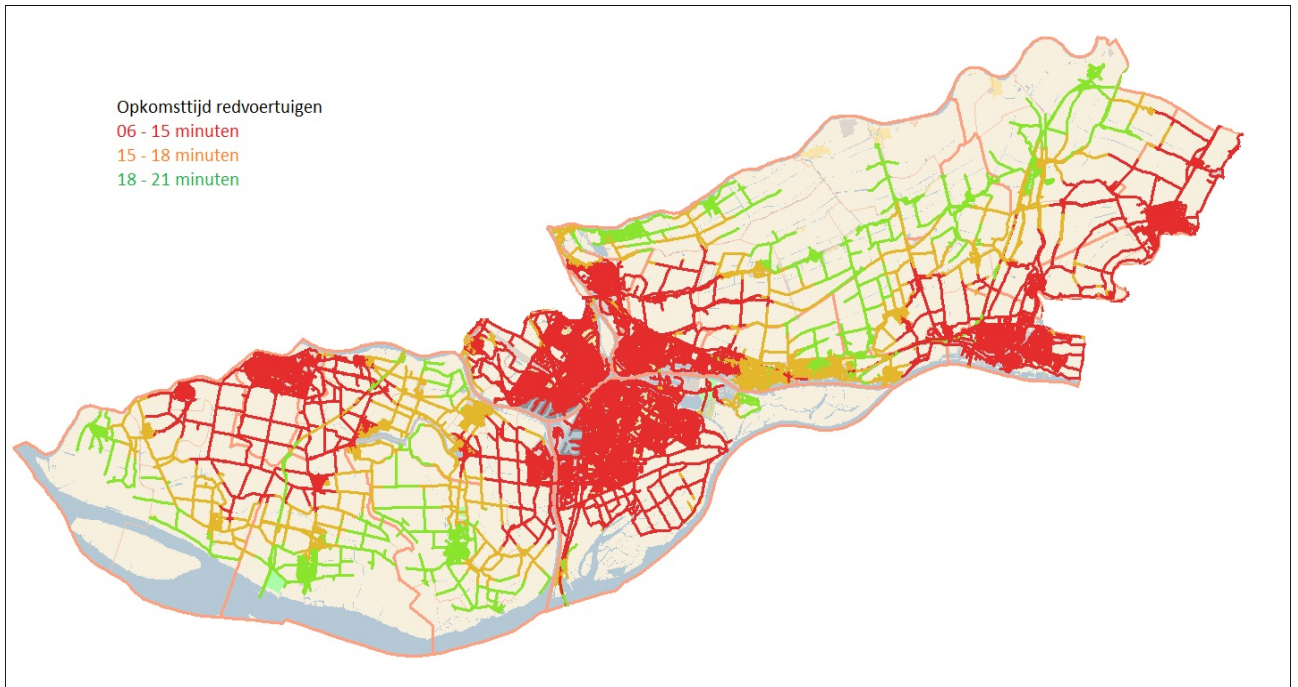 Opkomsttijd redvoertuigen
06 - 15 minuten
15 - 18 minuten
18 - 21 minuten